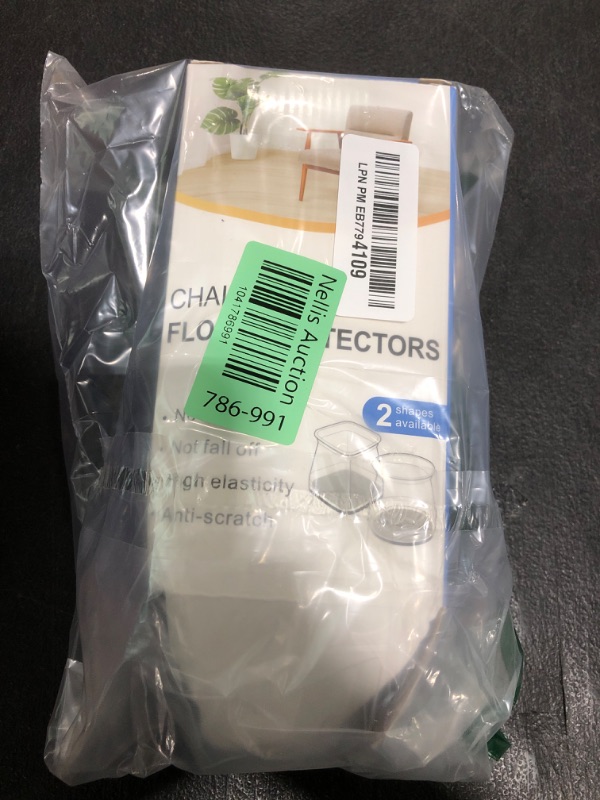 LPN PM EB7794109
CHAI
FLO TECTORS
Nellis Auction
1041786991
786-991
2 shapes
available
Not fall off
High elasticity
Anti-scratch